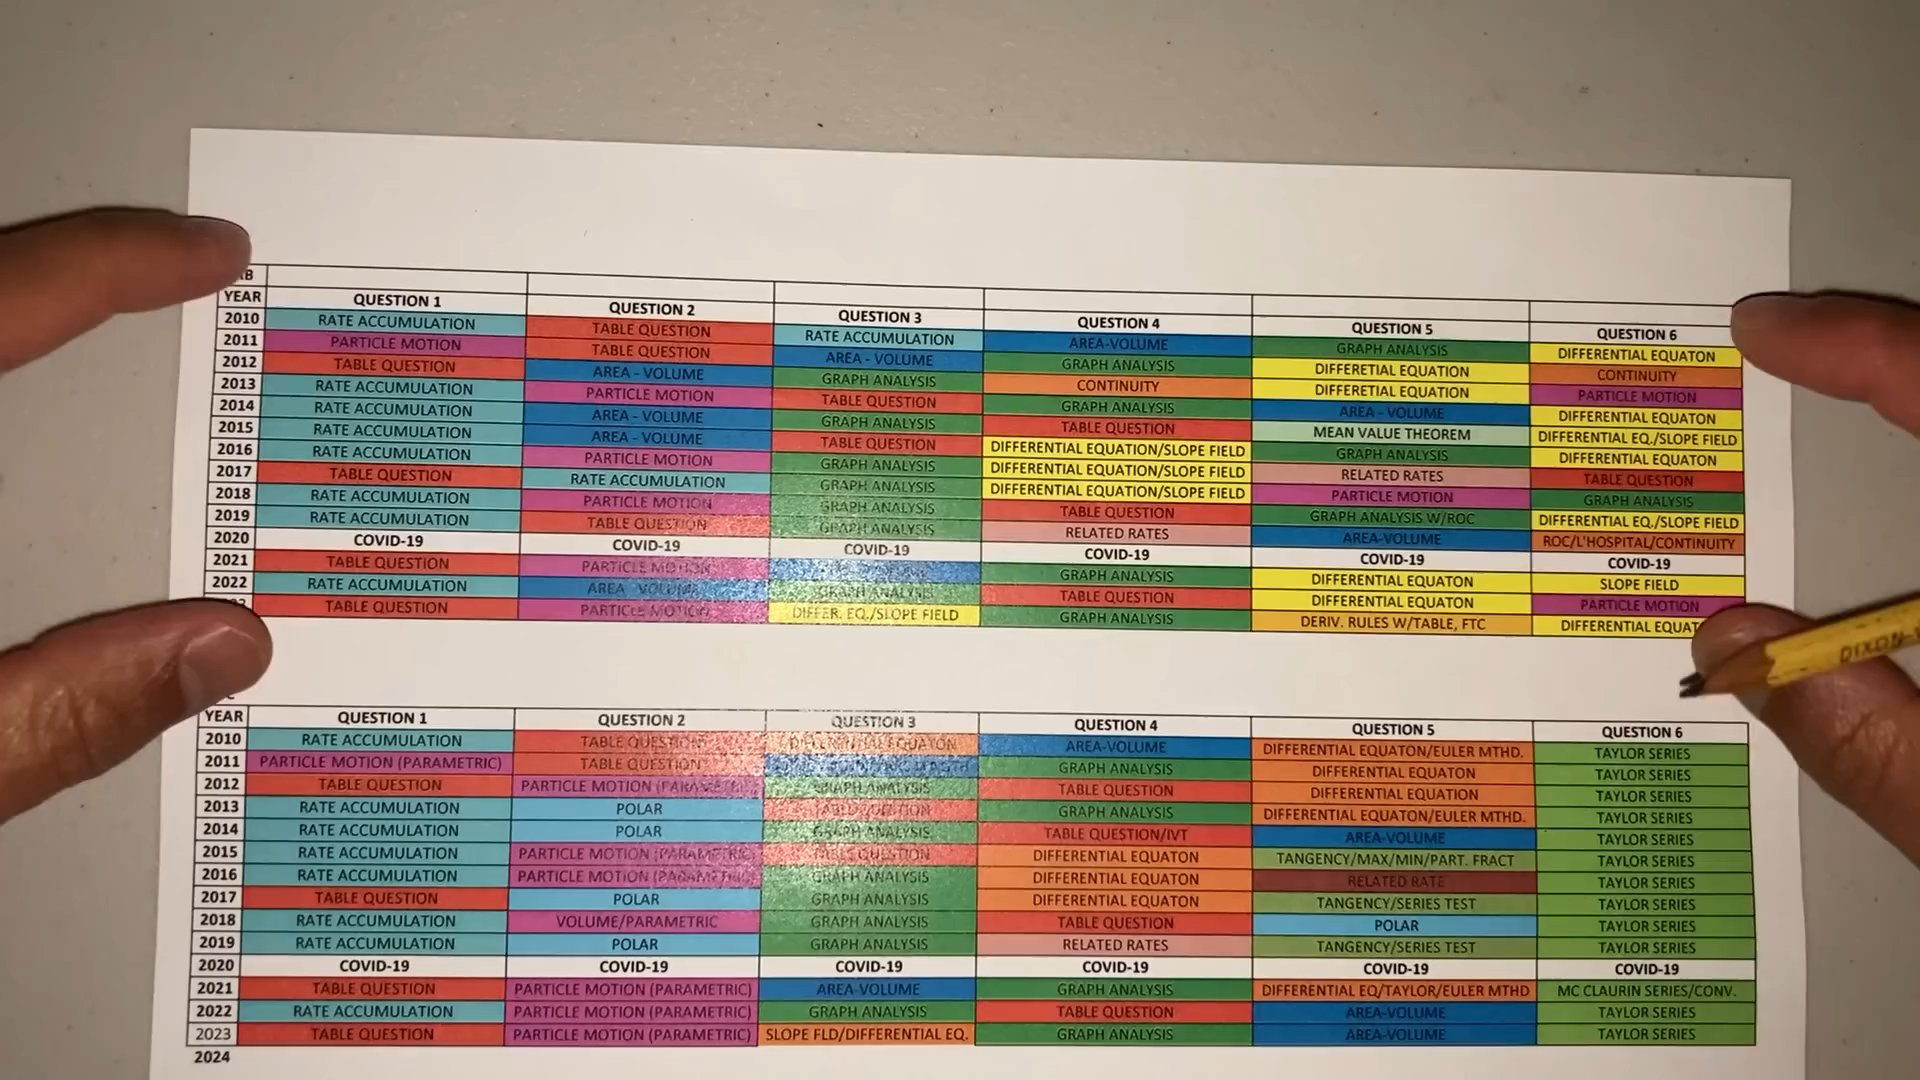 B
YEAR QUESTION 1 QUESTION 2 QUESTION 3 QUESTION 4 QUESTION 5 QUESTION 6
2010 RATE ACCUMULATION TABLE QUESTION RATE ACCUMULATION AREA-VOLUME GRAPH ANALYSIS DIFFERENTIAL EQUATON
2011 PARTICLE MOTION TABLE QUESTION AREA - VOLUME GRAPH ANALYSIS DIFFERETIAL EQUATION CONTINUITY
2012 TABLE QUESTION AREA - VOLUME GRAPH ANALYSIS CONTINUITY DIFFERENTIAL EQUATION PARTICLE MOTION
2013 RATE ACCUMULATION PARTICLE MOTION TABLE QUESTION GRAPH ANALYSIS AREA - VOLUME DIFFERENTIAL EQUATON
2014 RATE ACCUMULATION AREA - VOLUME GRAPH ANALYSIS TABLE QUESTION MEAN VALUE THEOREM DIFFERENTIAL EQ./SLOPE FIELD
2015 RATE ACCUMULATION AREA - VOLUME TABLE QUESTION DIFFERENTIAL EQUATON/SLOPE FIELD GRAPH ANALYSIS DIFFERENTIAL EQUATON
2016 RATE ACCUMULATION PARTICLE MOTION GRAPH ANALYSIS DIFFERENTIAL EQUATON/SLOPE FIELD RELATED RATES TABLE QUESTION
2017 TABLE QUESTION RATE ACCUMULATION GRAPH ANALYSIS DIFFERENTIAL EQUATON/SLOPE FIELD PARTICLE MOTION GRAPH ANALYSIS
2018 RATE ACCUMULATION PARTICLE MOTION GRAPH ANALYSIS TABLE QUESTION GRAPH ANALYSIS W/ROC DIFFERENTIAL EQ./SLOPE FIELD
2019 RATE ACCUMULATION TABLE QUESTION GRAPH ANALYSIS RELATED RATES AREA-VOLUME ROC/L'HOSPITAL/CONTINUITY
2020 COVID-19 COVID-19 COVID-19 COVID-19 COVID-19 COVID-19
2021 TABLE QUESTION PARTICLE MOTION GRAPH ANALYSIS DIFFERENTIAL EQUATON SLOPE FIELD
2022 RATE ACCUMULATION AREA VOLUME GRAPH ANALYSIS TABLE QUESTION DIFFERENTIAL EQUATON PARTICLE MOTION
TABLE QUESTION PARTICLE MOTION DIFFER. EQ./SLOPE FIELD GRAPH ANALYSIS DERIV. RULES W/TABLE, FTC DIFFERENTIAL EQUAT
DIXON
YEAR QUESTION 1 QUESTION 2 QUESTION 3 QUESTION 4 QUESTION 5 QUESTION 6
2010 RATE ACCUMULATION TABLE QUESTION DIFFERENTIAL EQUATON AREA-VOLUME DIFFERENTIAL EQUATON/EULER MTHD. TAYLOR SERIES
2011 PARTICLE MOTION (PARAMETRIC) TABLE QUESTION GRAPH ANALYSIS DIFFERENTIAL EQUATON TAYLOR SERIES
2012 TABLE QUESTION PARTICLE MOTION (PARAMETRIC) GRAPH ANALYSIS TABLE QUESTION DIFFERENTIAL EQUATION TAYLOR SERIES
2013 RATE ACCUMULATION POLAR TABLE QUESTION GRAPH ANALYSIS DIFFERENTIAL EQUATON/EULER MTHD. TAYLOR SERIES
2014 RATE ACCUMULATION POLAR GRAPH ANALYSIS TABLE QUESTION/IVT AREA-VOLUME TAYLOR SERIES
2015 RATE ACCUMULATION PARTICLE MOTION (PARAMETRIC) TABLE QUESTION DIFFERENTIAL EQUATON TANGENCY/MAX/MIN/PART. FRACT TAYLOR SERIES
2016 RATE ACCUMULATION PARTICLE MOTION (PARAMETRIC) GRAPH ANALYSIS DIFFERENTIAL EQUATON RELATED RATE TAYLOR SERIES
2017 TABLE QUESTION POLAR GRAPH ANALYSIS DIFFERENTIAL EQUATON TANGENCY/SERIES TEST TAYLOR SERIES
2018 RATE ACCUMULATION VOLUME/PARAMETRIC GRAPH ANALYSIS TABLE QUESTION POLAR TAYLOR SERIES
2019 RATE ACCUMULATION POLAR GRAPH ANALYSIS RELATED RATES TANGENCY/SERIES TEST TAYLOR SERIES
2020 COVID-19 COVID-19 COVID-19 COVID-19 COVID-19 COVID-19
2021 TABLE QUESTION PARTICLE MOTION (PARAMETRIC) AREA-VOLUME GRAPH ANALYSIS DIFFERENTIAL EQ/TAYLOR/EULER MTHD MC CLAURIN SERIES/CONV.
2022 RATE ACCUMULATION PARTICLE MOTION (PARAMETRIC) GRAPH ANALYSIS TABLE QUESTION AREA-VOLUME TAYLOR SERIES
2023 TABLE QUESTION PARTICLE MOTION (PARAMETRIC) SLOPE FLD/DIFFERENTIAL EQ. GRAPH ANALYSIS AREA-VOLUME TAYLOR SERIES
2024